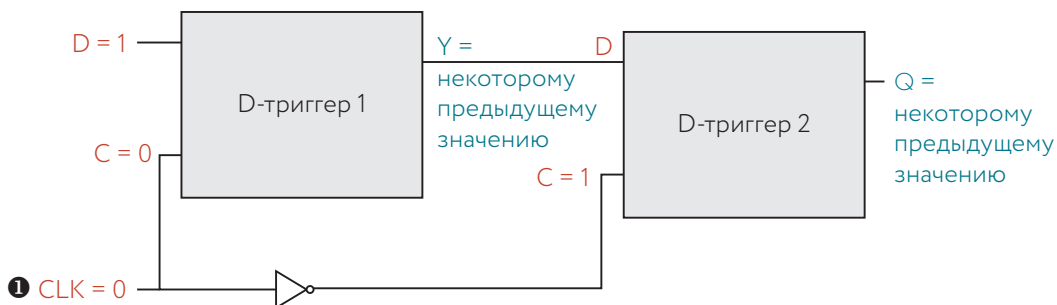 D = 1
D-триггер 1
C = 0
Y =
некоторому
предыдущему
значению
D
D-триггер 2
C = 1
Q =
некоторому
предыдущему
значению
❶ CLK = 0